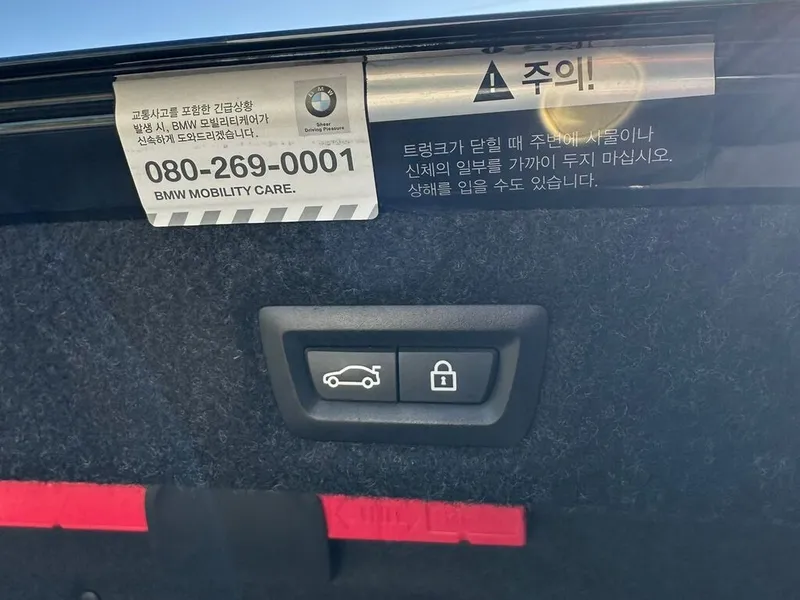 교통사고를 포함한 긴급상황
발생 시, BMW 모빌리티케어가
신속하게 도와드리겠습니다.
BMW
Sheer
Driving Pleasure
080-269-0001
BMW MOBILITY CARE.
주의!
트렁크가 닫힐 때 주변에 사물이나
신체의 일부를 가까이 두지 마십시오.
상해를 입을 수도 있습니다.